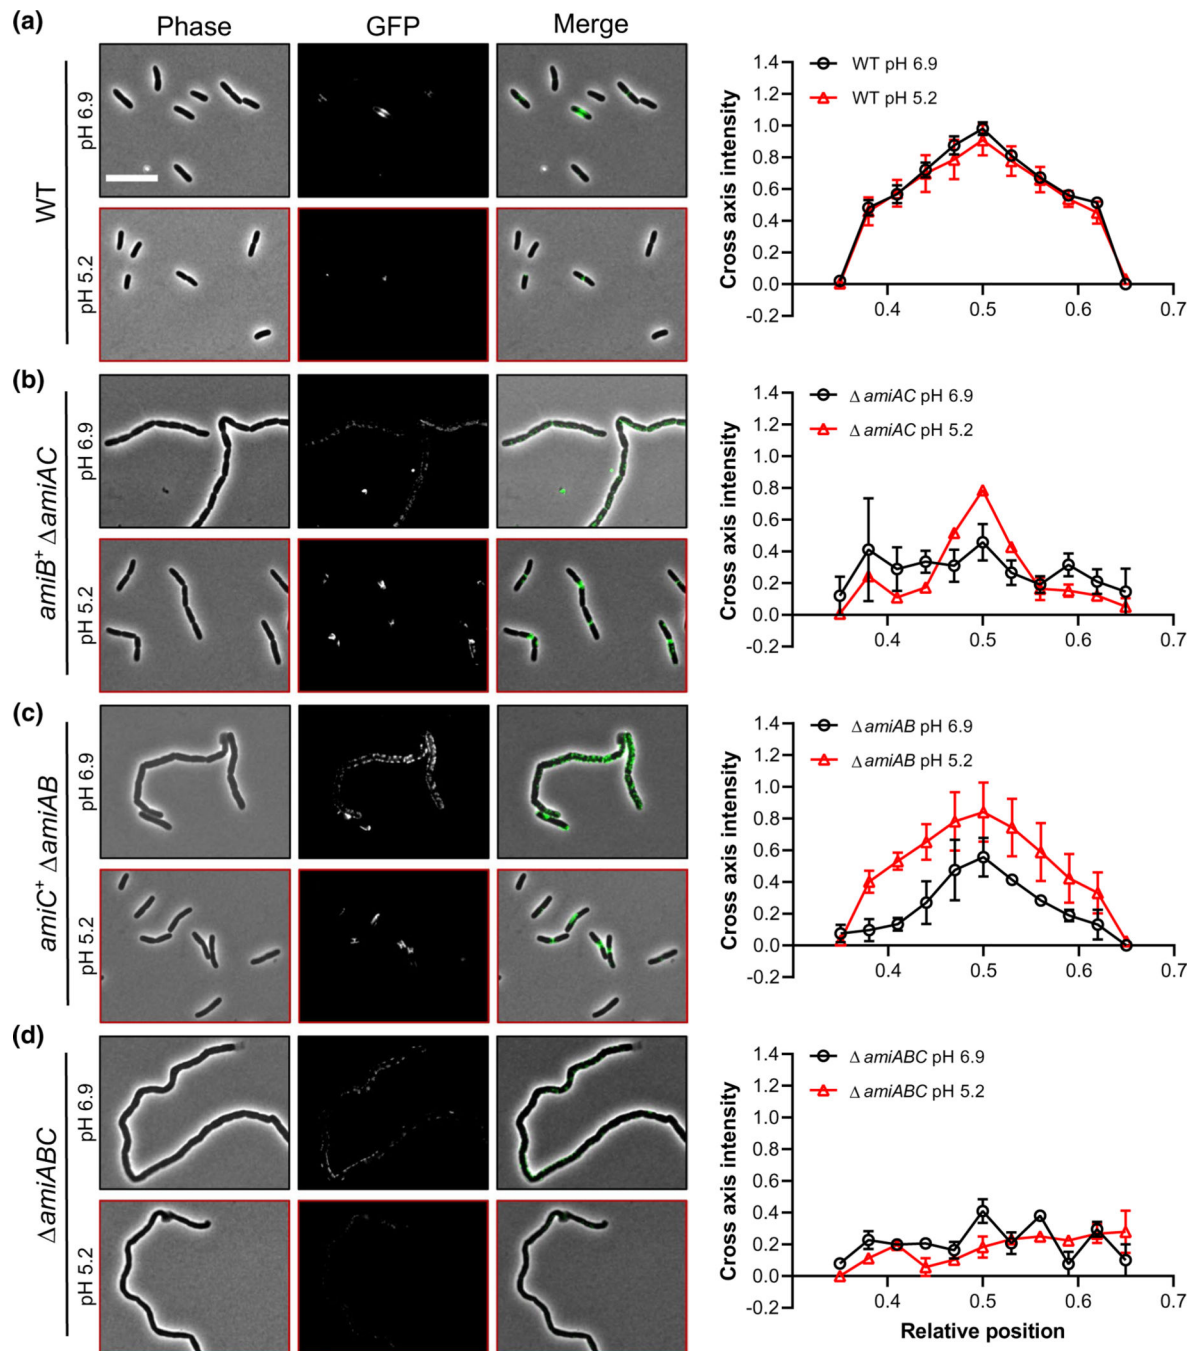 (a)
Phase
GFP
Merge
WT
pH 6.9
pH 5.2
Cross axis intensity
1.4
1.2
1.0
0.8
0.6
0.4
0.2
0.0
-0.2
WT pH 6.9
WT pH 5.2
0.4
0.5
0.6
0.7
(b)
amiB⁺ ΔamiAC
pH 6.9
pH 5.2
Cross axis intensity
1.4
1.2
1.0
0.8
0.6
0.4
0.2
0.0
-0.2
Δ amiAC pH 6.9
Δ amiAC pH 5.2
0.4
0.5
0.6
0.7
(c)
amiC⁺ ΔamiAB
pH 6.9
pH 5.2
Cross axis intensity
1.4
1.2
1.0
0.8
0.6
0.4
0.2
0.0
-0.2
Δ amiAB pH 6.9
Δ amiAB pH 5.2
0.4
0.5
0.6
0.7
(d)
ΔamiABC
pH 6.9
pH 5.2
Cross axis intensity
1.4
1.2
1.0
0.8
0.6
0.4
0.2
0.0
-0.2
Δ amiABC pH 6.9
Δ amiABC pH 5.2
0.4
0.5
0.6
0.7
Relative position